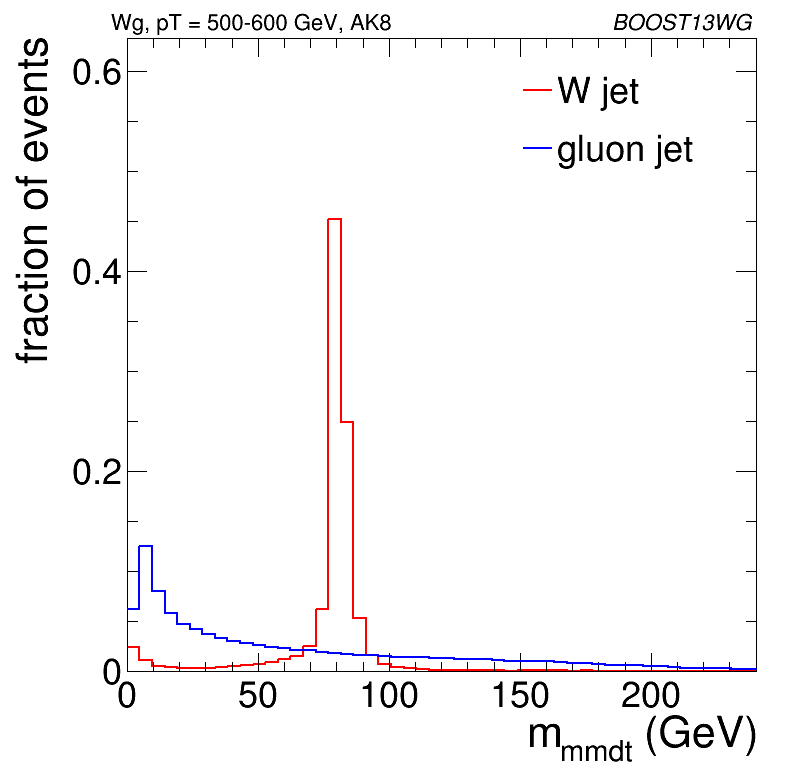 Wg, pT = 500-600 GeV, AK8 BOOST13WG
fraction of events
0.6
0.4
0.2
0
W jet
gluon jet
0 50 100 150 200
m_mmdt (GeV)